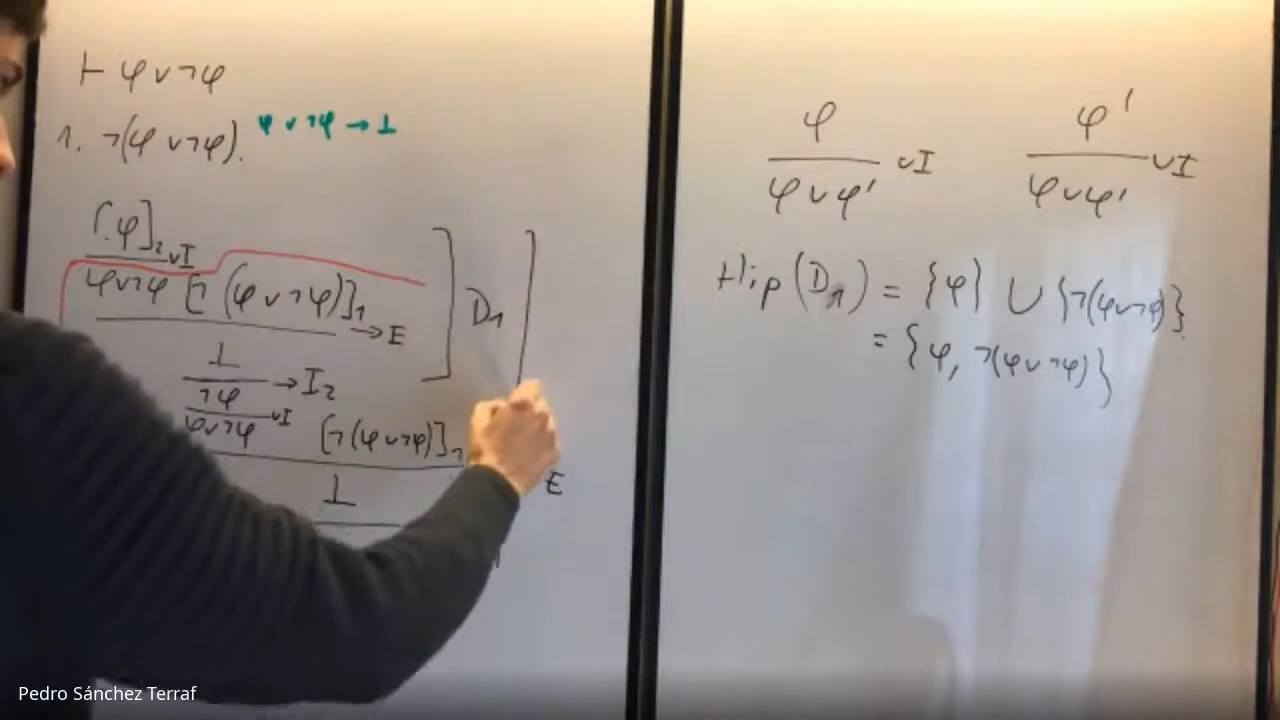 ⊢ φ ∨ ¬φ
1. ¬(φ ∨ ¬φ). φ ∨ ¬φ → ⊥
[φ]₂ ∨I
φ∨¬φ [¬(φ ∨ ¬φ)]₁
→E
⊥
→I₂
¬φ
∨I
φ∨¬φ [¬(φ∨¬φ)]₁
E
⊥
D₁
φ
∨I
φ∨φ'
φ'
∨I
φ∨φ'
Hip(D₁) = {φ} ∪ {¬(φ∨¬φ)}.
= {φ, ¬(φ∨¬φ)}
Pedro Sánchez Terraf